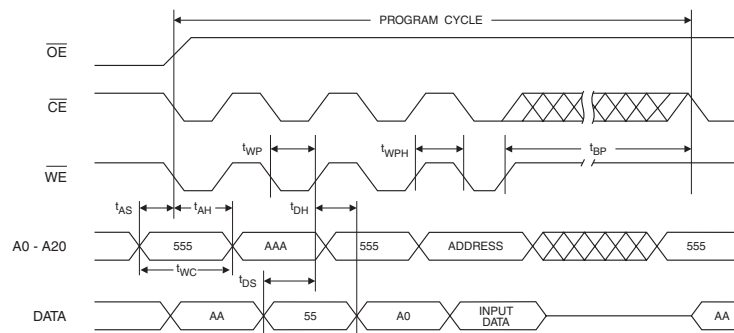 PROGRAM CYCLE
OE
CE
tWP
tWPH
tBP
WE
tAS
tAH
tDH
A0 - A20
555
AAA
555
ADDRESS
555
tWC
tDS
DATA
AA
55
A0
INPUT
DATA
AA